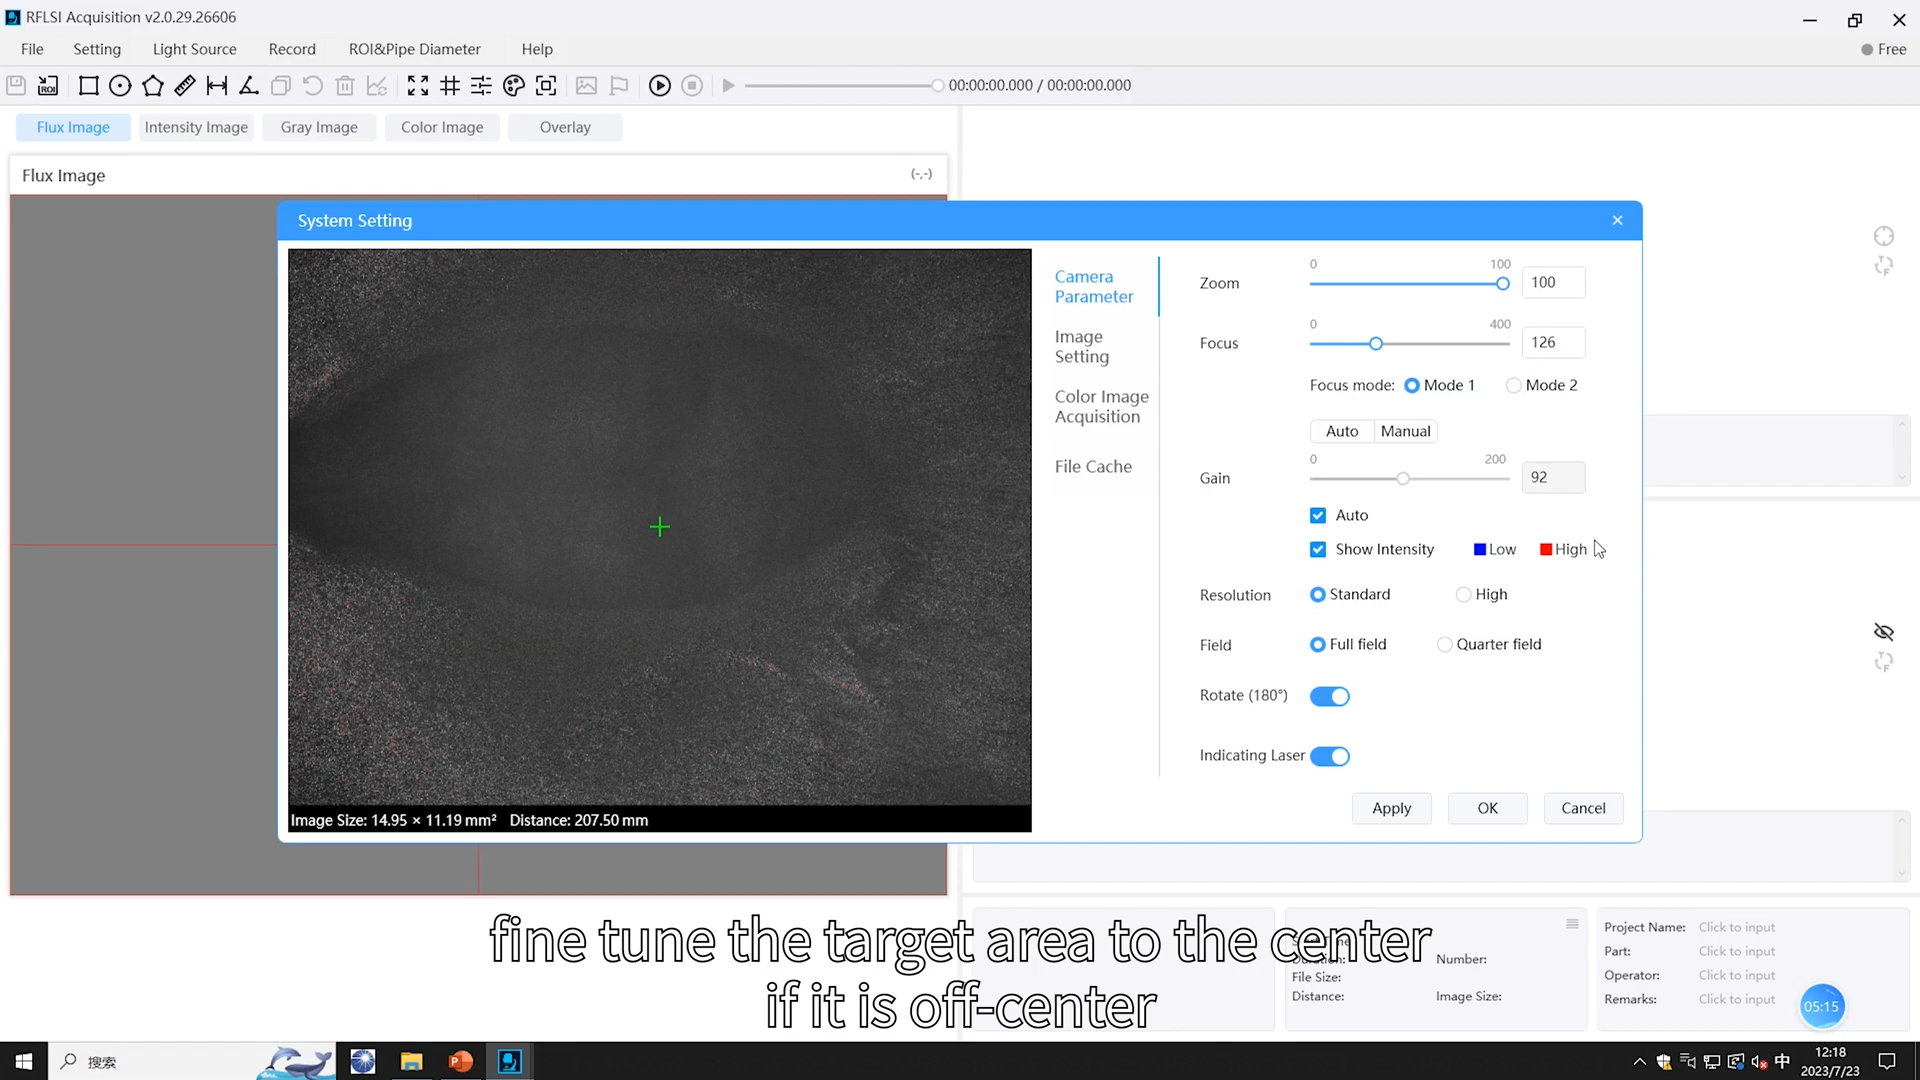 RFLSI Acquisition v2.0.29.26606
File Setting Light Source Record ROI&Pipe Diameter Help Free
ROI 00:00:00.000 / 00:00:00.000
Flux Image Intensity Image Gray Image Color Image Overlay
Flux Image (-,-)
System Setting
Camera Parameter
Image Setting
Color Image Acquisition
File Cache
Zoom 0 100 100
Focus 0 400 126
Focus mode: Mode 1 Mode 2
Auto Manual
Gain 0 200 92
Auto
Show Intensity Low High
Resolution Standard High
Field Full field Quarter field
Rotate (180°)
Indicating Laser
Apply OK Cancel
Image Size: 14.95 × 11.19 mm² Distance: 207.50 mm
fine tune the target area to the center
if it is off-center
Duration: Number:
File Size:
Distance: Image Size:
Project Name: Click to input
Part: Click to input
Operator: Click to input
Remarks: Click to input
05:15
搜索
中
12:18
2023/7/23